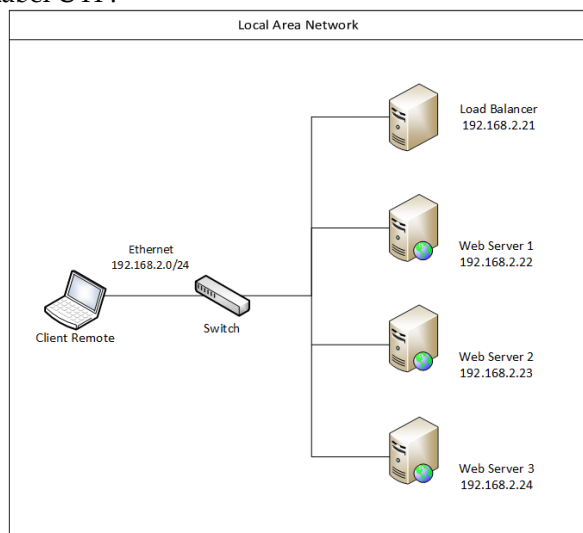 Local Area Network
Load Balancer
192.168.2.21
Ethernet
192.168.2.0/24
Web Server 1
192.168.2.22
Client Remote
Switch
Web Server 2
192.168.2.23
Web Server 3
192.168.2.24